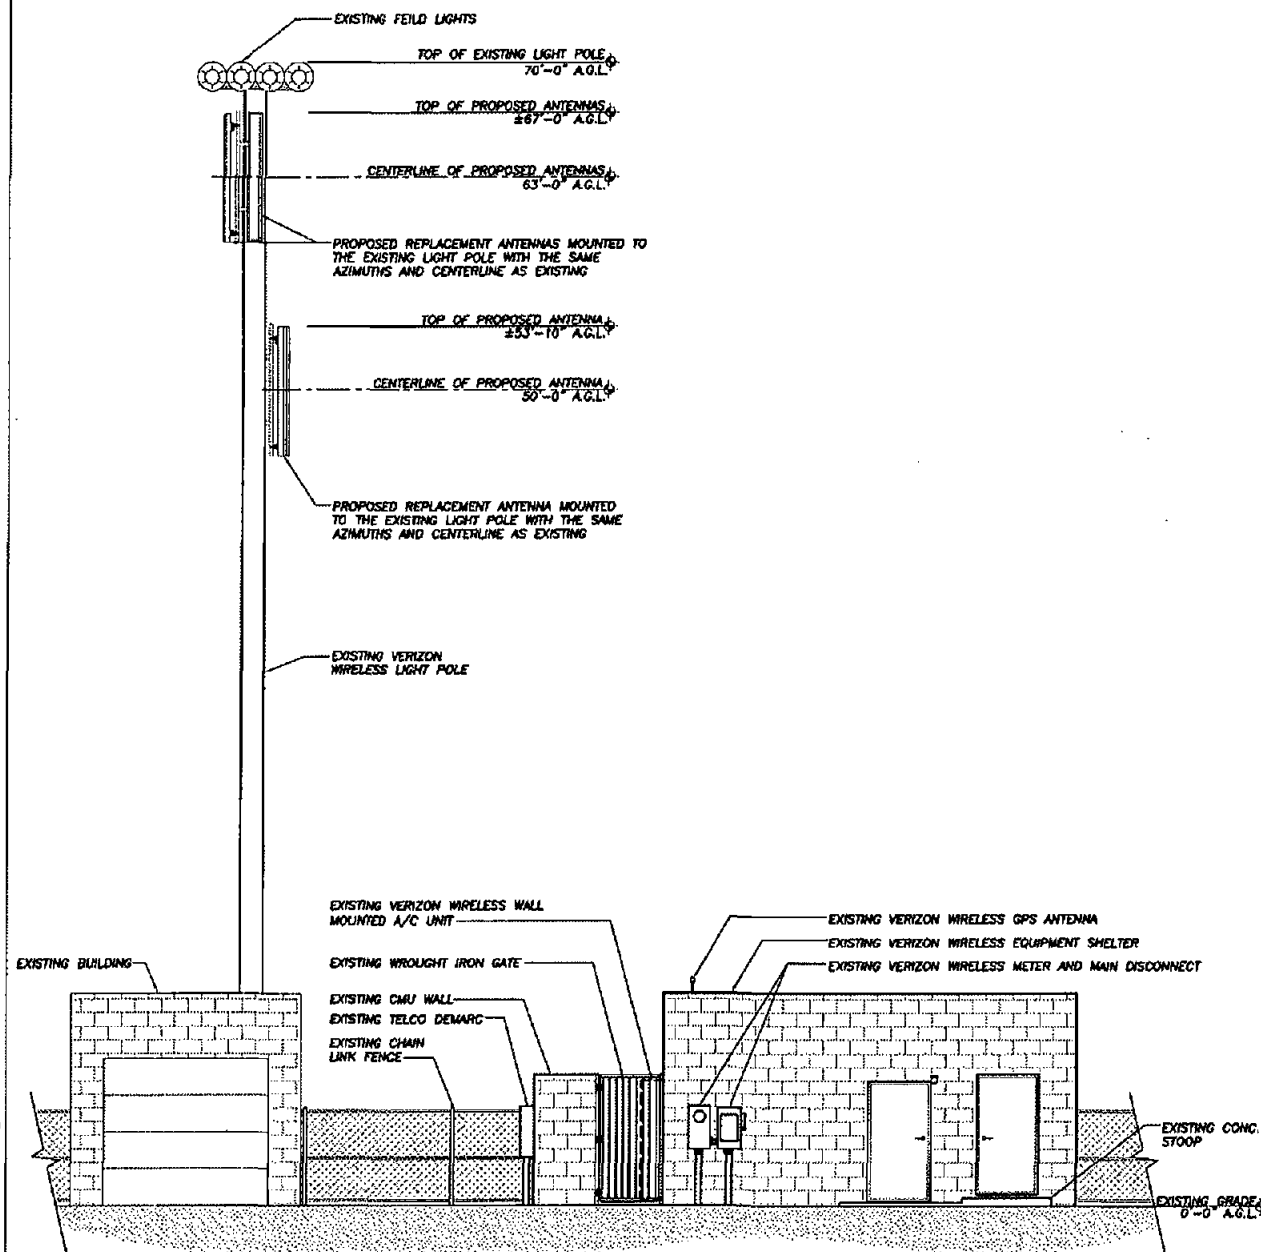 EXISTING FEILD LIGHTS
TOP OF EXISTING LIGHT POLE
70'-0" A.G.L.
TOP OF PROPOSED ANTENNAS
±67'-0" A.G.L.
CENTERLINE OF PROPOSED ANTENNAS
63'-0" A.G.L.
PROPOSED REPLACEMENT ANTENNAS MOUNTED TO
THE EXISTING LIGHT POLE WITH THE SAME
AZIMUTHS AND CENTERLINE AS EXISTING
TOP OF PROPOSED ANTENNA
±53'-10" A.G.L.
CENTERLINE OF PROPOSED ANTENNA
50'-0" A.G.L.
PROPOSED REPLACEMENT ANTENNA MOUNTED
TO THE EXISTING LIGHT POLE WITH THE SAME
AZIMUTHS AND CENTERLINE AS EXISTING
EXISTING VERIZON
WIRELESS LIGHT POLE
EXISTING VERIZON WIRELESS WALL
MOUNTED A/C UNIT
EXISTING VERIZON WIRELESS GPS ANTENNA
EXISTING VERIZON WIRELESS EQUIPMENT SHELTER
EXISTING BUILDING
EXISTING WROUGHT IRON GATE
EXISTING VERIZON WIRELESS METER AND MAIN DISCONNECT
EXISTING CMU WALL
EXISTING TELCO DEMARC
EXISTING CHAIN
LINK FENCE
EXISTING CONC.
STOOP
EXISTING GRADE
0'-0" A.G.L.